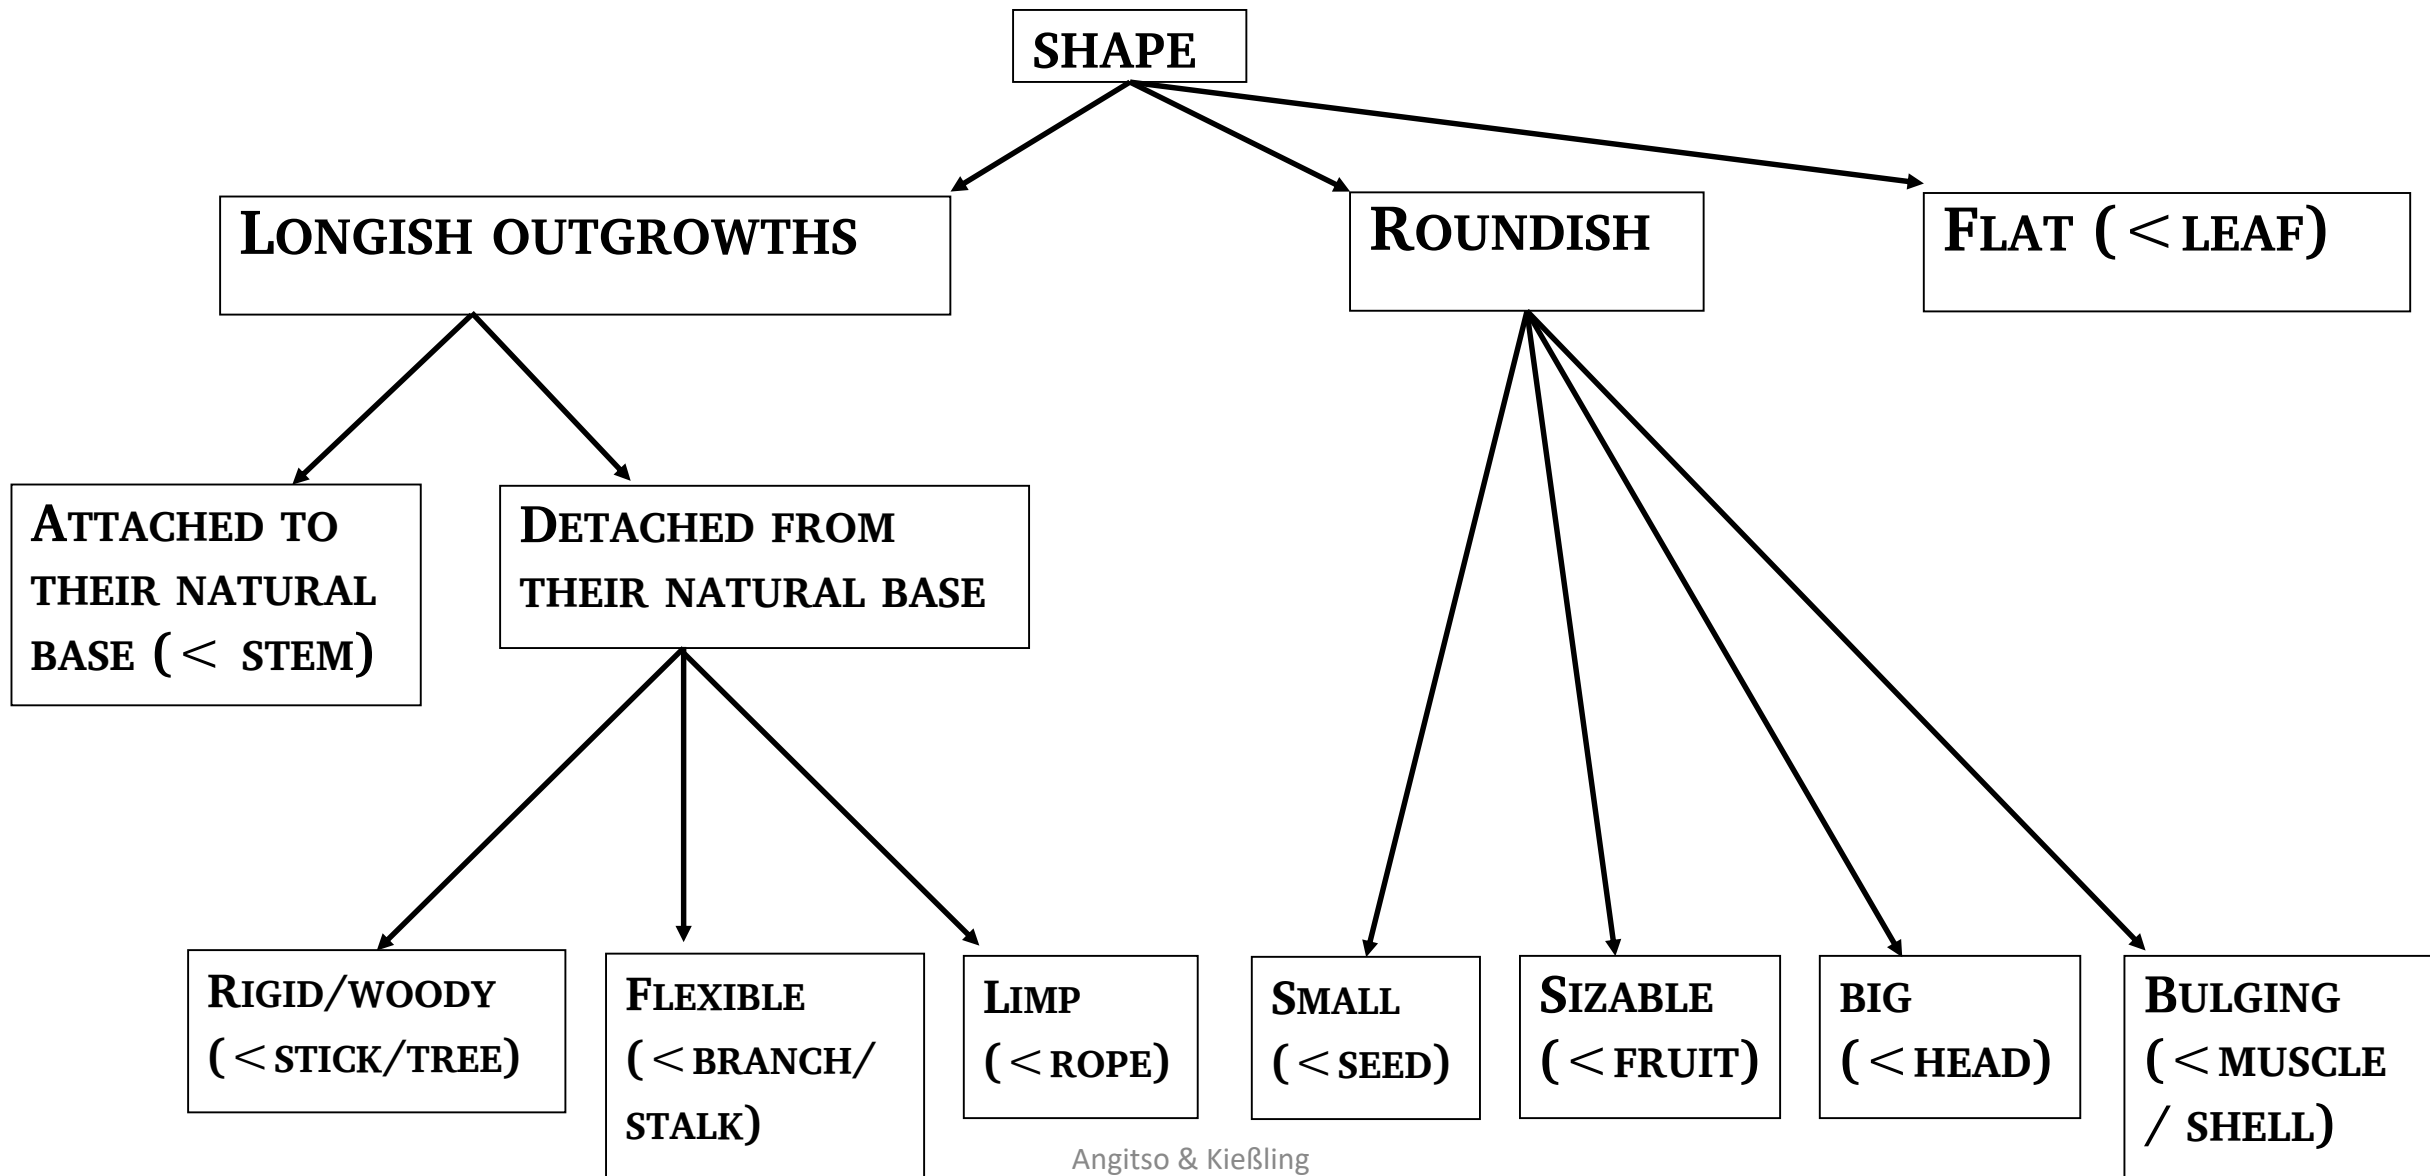 SHAPE
LONGISH OUTGROWTHS
ROUNDISH
FLAT (< LEAF)
ATTACHED TO
THEIR NATURAL
BASE (< STEM)
DETACHED FROM
THEIR NATURAL BASE
RIGID/WOODY
(< STICK/TREE)
FLEXIBLE
(< BRANCH/
STALK)
LIMP
(< ROPE)
SMALL
(< SEED)
SIZABLE
(< FRUIT)
BIG
(< HEAD)
BULGING
(< MUSCLE
/ SHELL)
Angitso & Kießling